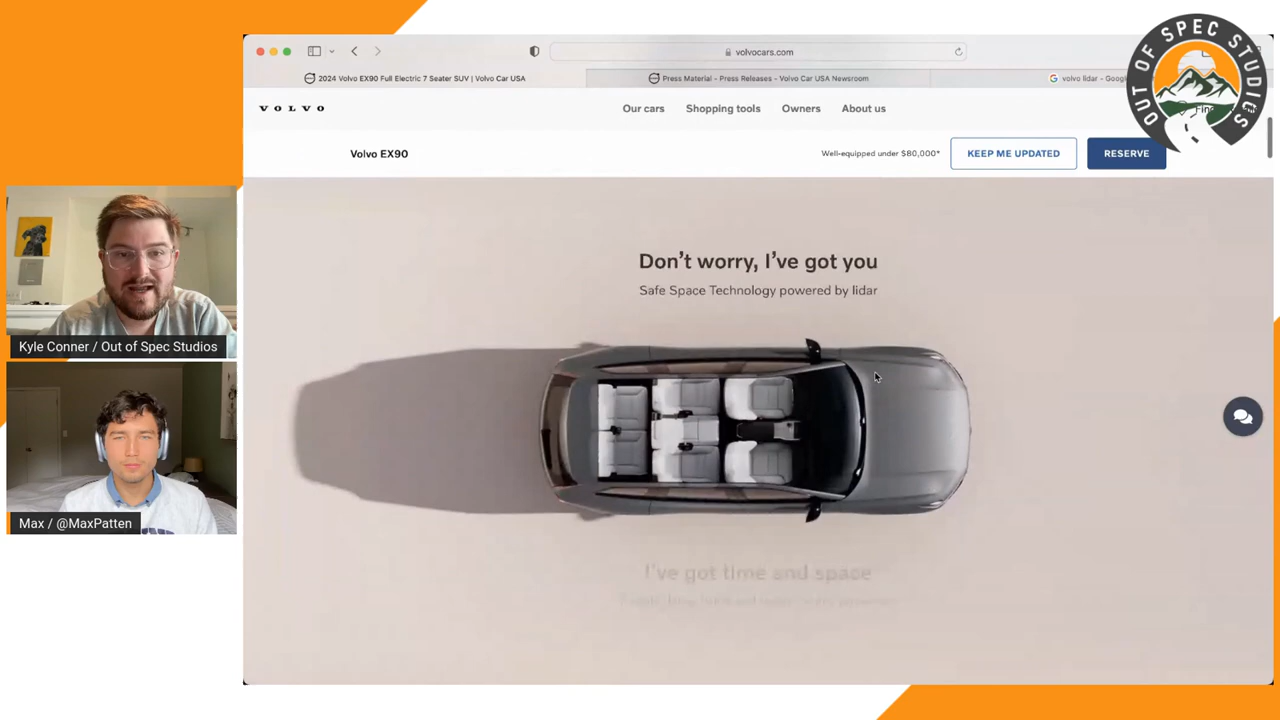 OUT OF SPEC STUDIOS
volvocars.com
2024 Volvo EX90 Full Electric 7 Seater SUV | Volvo Car USA
Press Material - Press Releases - Volvo Car USA Newsroom
volvo lidar - Goog
VOLVO
Our cars
Shopping tools
Owners
About us
Volvo EX90
Well-equipped under $80,000*
KEEP ME UPDATED
RESERVE
Don't worry, I've got you
Safe Space Technology powered by lidar
I've got time and space
Kyle Conner / Out of Spec Studios
Max / @MaxPatten